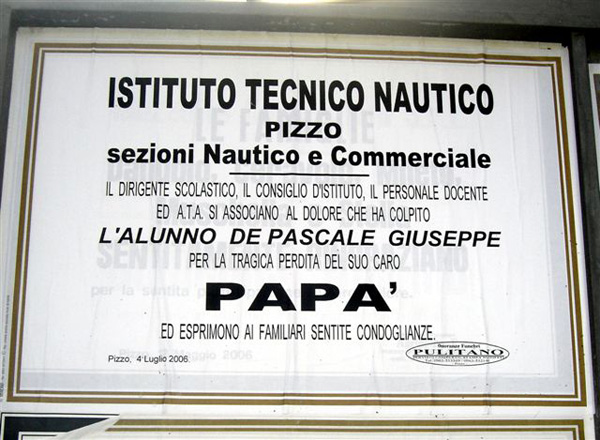 ISTITUTO TECNICO NAUTICO
PIZZO
sezioni Nautico e Commerciale
IL DIRIGENTE SCOLASTICO, IL CONSIGLIO D'ISTITUTO, IL PERSONALE DOCENTE
ED A.T.A. SI ASSOCIANO AL DOLORE CHE HA COLPITO
L'ALUNNO DE PASCALE GIUSEPPE
PER LA TRAGICA PERDITA DEL SUO CARO
PAPA'
ED ESPRIMONO AI FAMILIARI SENTITE CONDOGLIANZE.
Pizzo, 4 Luglio 2006.
Onoranze Funebri
PULITANO